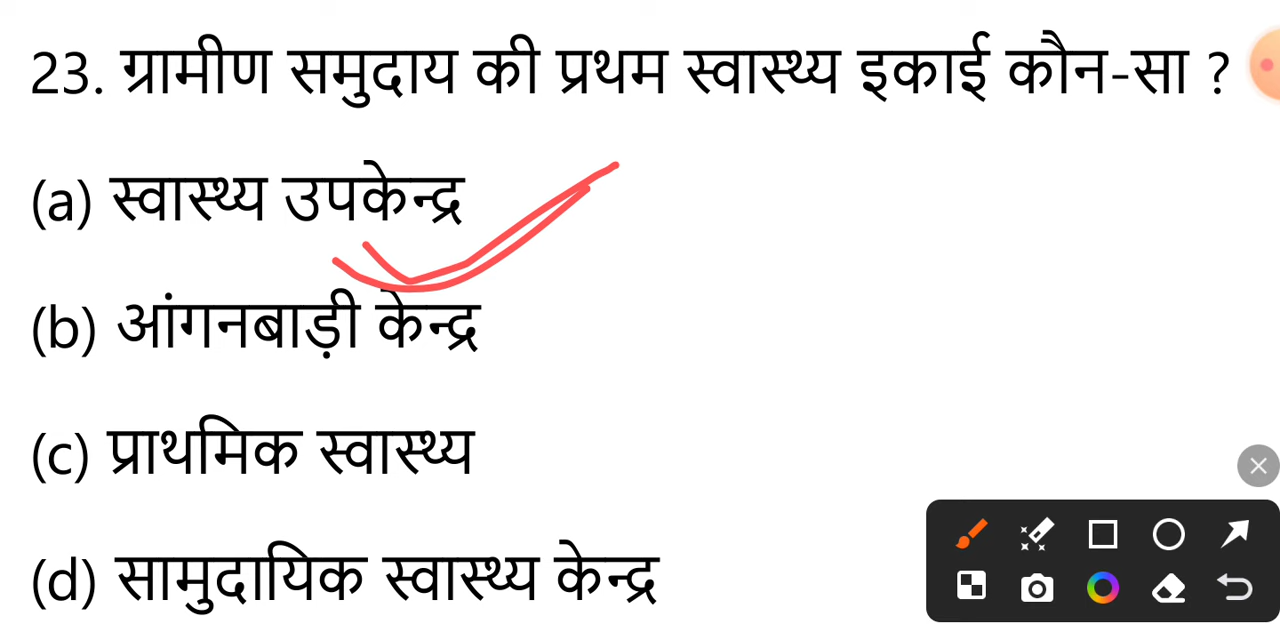 23. ग्रामीण समुदाय की प्रथम स्वास्थ्य इकाई कौन-सा ?
(a) स्वास्थ्य उपकेन्द्र
(b) आंगनबाड़ी केन्द्र
(c) प्राथमिक स्वास्थ्य
(d) सामुदायिक स्वास्थ्य केन्द्र